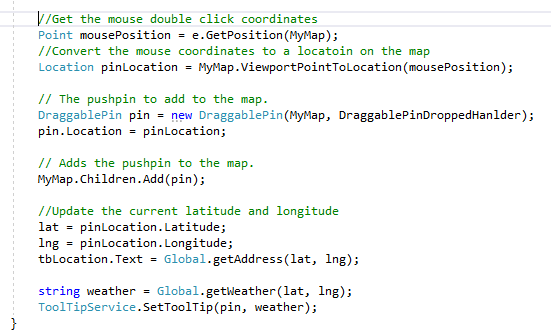 //Get the mouse double click coordinates
Point mousePosition = e.GetPosition(MyMap);
//Convert the mouse coordinates to a locatoin on the map
Location pinLocation = MyMap.ViewportPointToLocation(mousePosition);
// The pushpin to add to the map.
DraggablePin pin = new DraggablePin(MyMap, DraggablePinDroppedHanlder);
pin.Location = pinLocation;
// Adds the pushpin to the map.
MyMap.Children.Add(pin);
//Update the current latitude and longitude
lat = pinLocation.Latitude;
lng = pinLocation.Longitude;
tbLocation.Text = Global.getAddress(lat, lng);
string weather = Global.getWeather(lat, lng);
ToolTipService.SetToolTip(pin, weather);
}